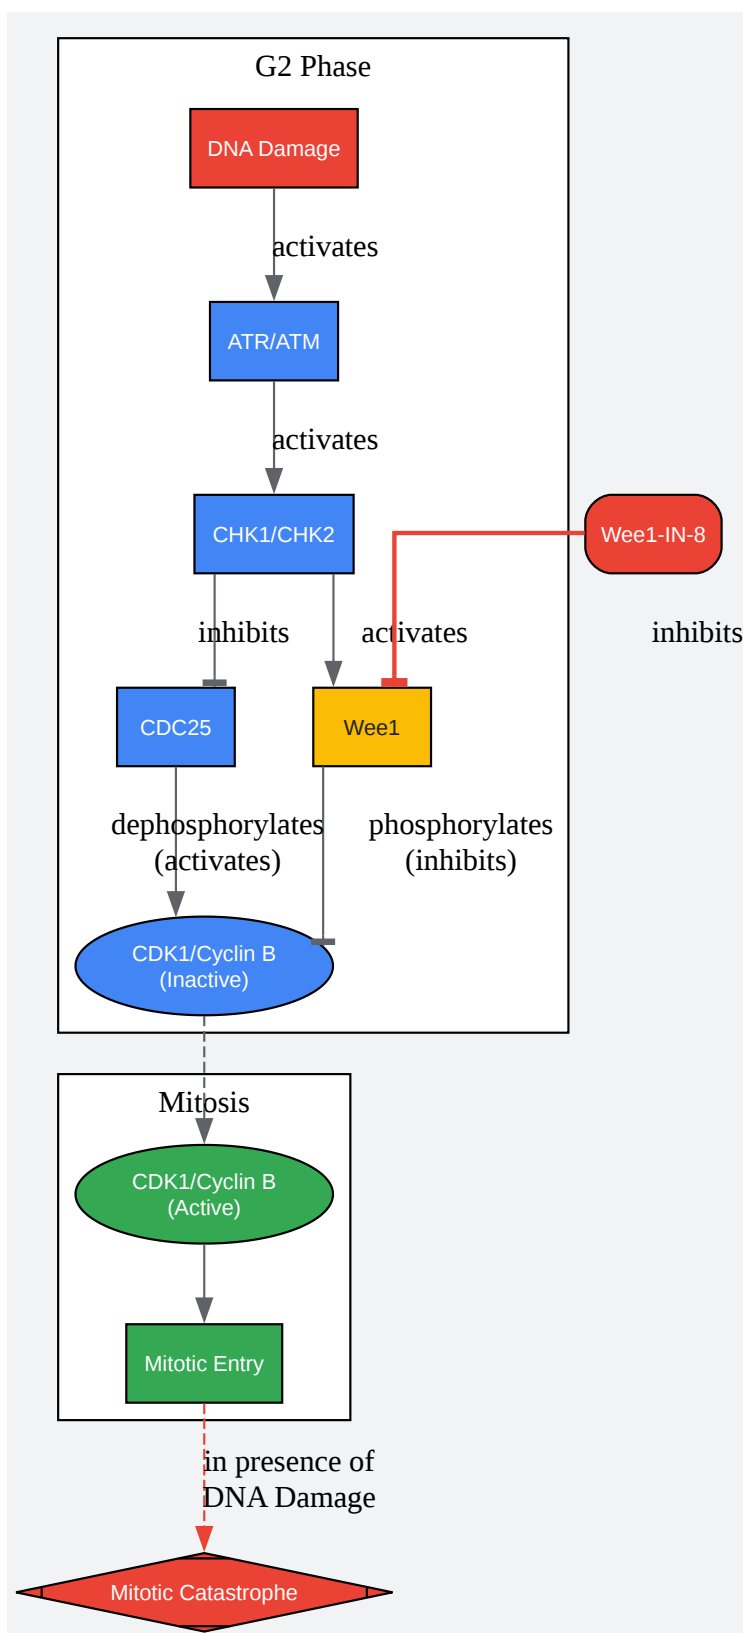 G2 Phase
DNA Damage
activates
ATR/ATM
activates
CHK1/CHK2
Wee1-IN-8
inhibits
activates
inhibits
CDC25
Wee1
dephosphorylates
(activates)
phosphorylates
(inhibits)
CDK1/Cyclin B
(Inactive)
Mitosis
CDK1/Cyclin B
(Active)
Mitotic Entry
in presence of
DNA Damage
Mitotic Catastrophe